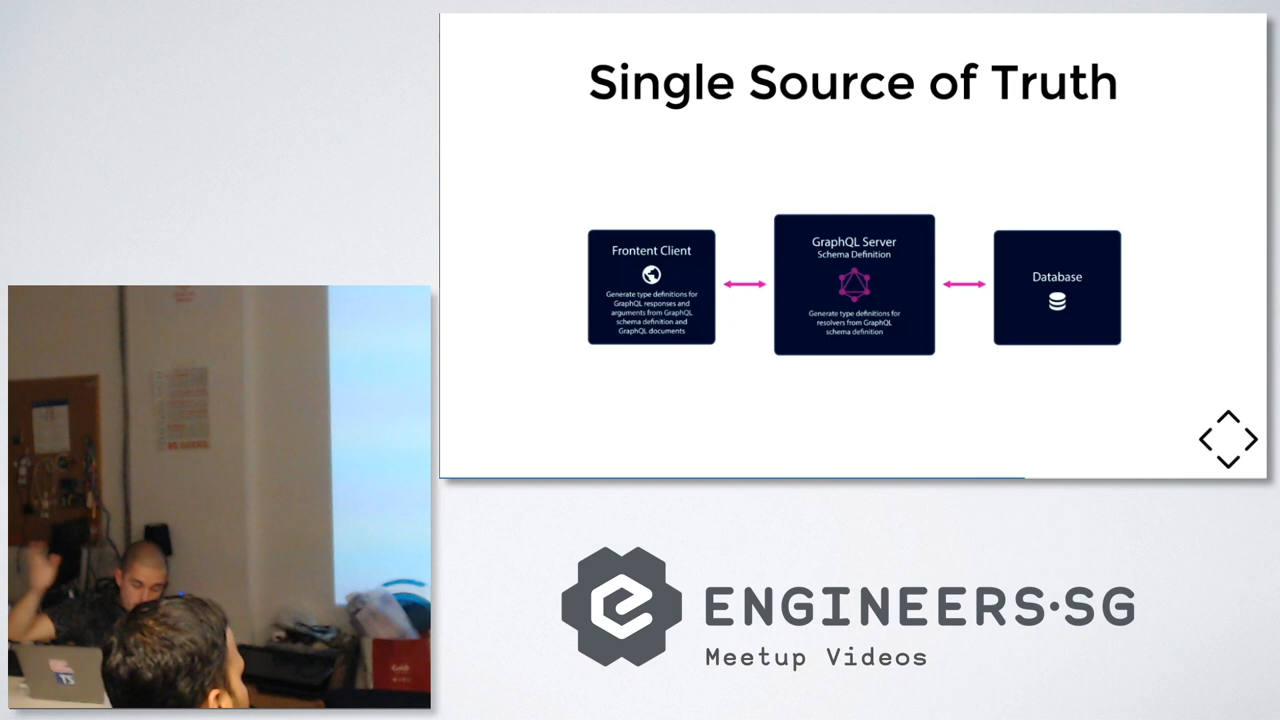 Single Source of Truth
Frontent Client
Generate type definitions for
GraphQL responses and
arguments from GraphQL
schema definition and
GraphQL documents
GraphQL Server
Schema Definition
Generate type definitions for
resolvers from GraphQL
schema definition
Database
TS
ENGINEERS·SG
Meetup Videos